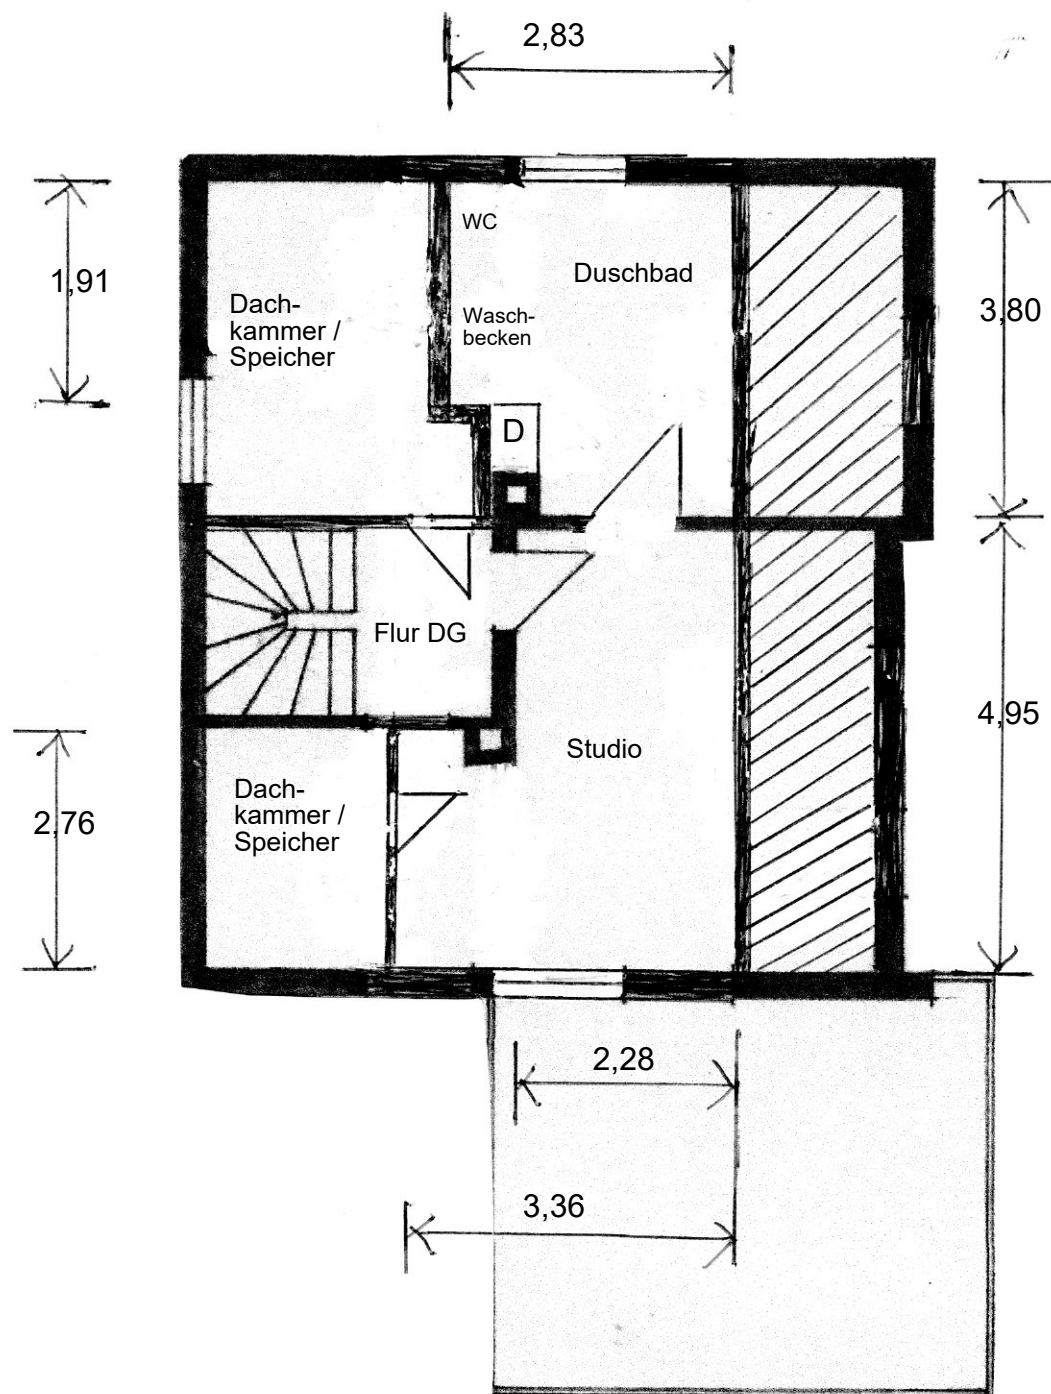 2,83
1,91
WC
Duschbad
Dach-
kammer /
Speicher
Wasch-
becken
3,80
D
Flur DG
4,95
Studio
Dach-
kammer /
Speicher
2,76
2,28
3,36